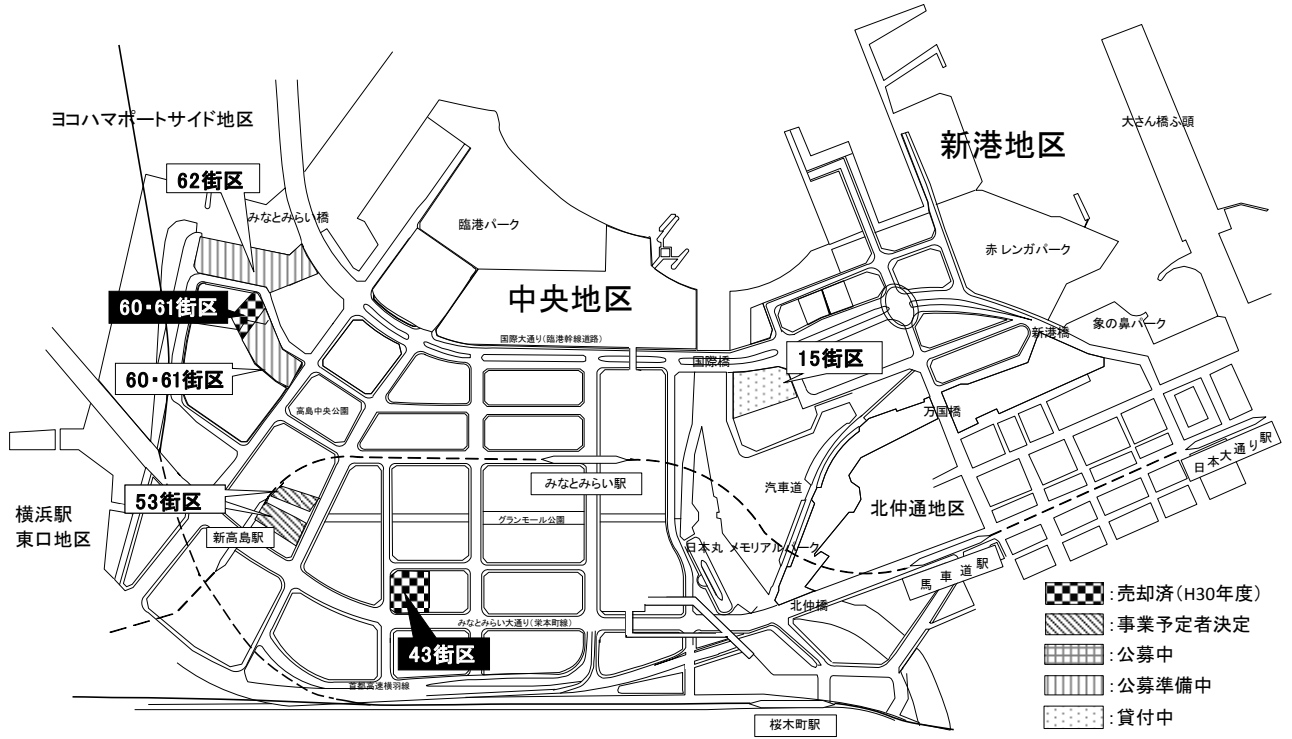 ヨコハマポートサイド地区
62街区
みなとみらい橋
臨港パーク
新港地区
大さん橋ふ頭
赤レンガパーク
中央地区
60・61街区
国際大通り(臨港幹線道路)
国際橋
15街区
新港橋
象の鼻パーク
60・61街区
高島中央公園
万国橋
日本大通り駅
53街区
みなとみらい駅
汽車道
北仲通地区
横浜駅
東口地区
新高島駅
グランモール公園
日本丸 メモリアルパーク
馬車道駅
北仲橋
みなとみらい大通り(栄本町線)
43街区
首都高速横羽線
桜木町駅
:売却済(H30年度)
:事業予定者決定
:公募中
:公募準備中
:貸付中